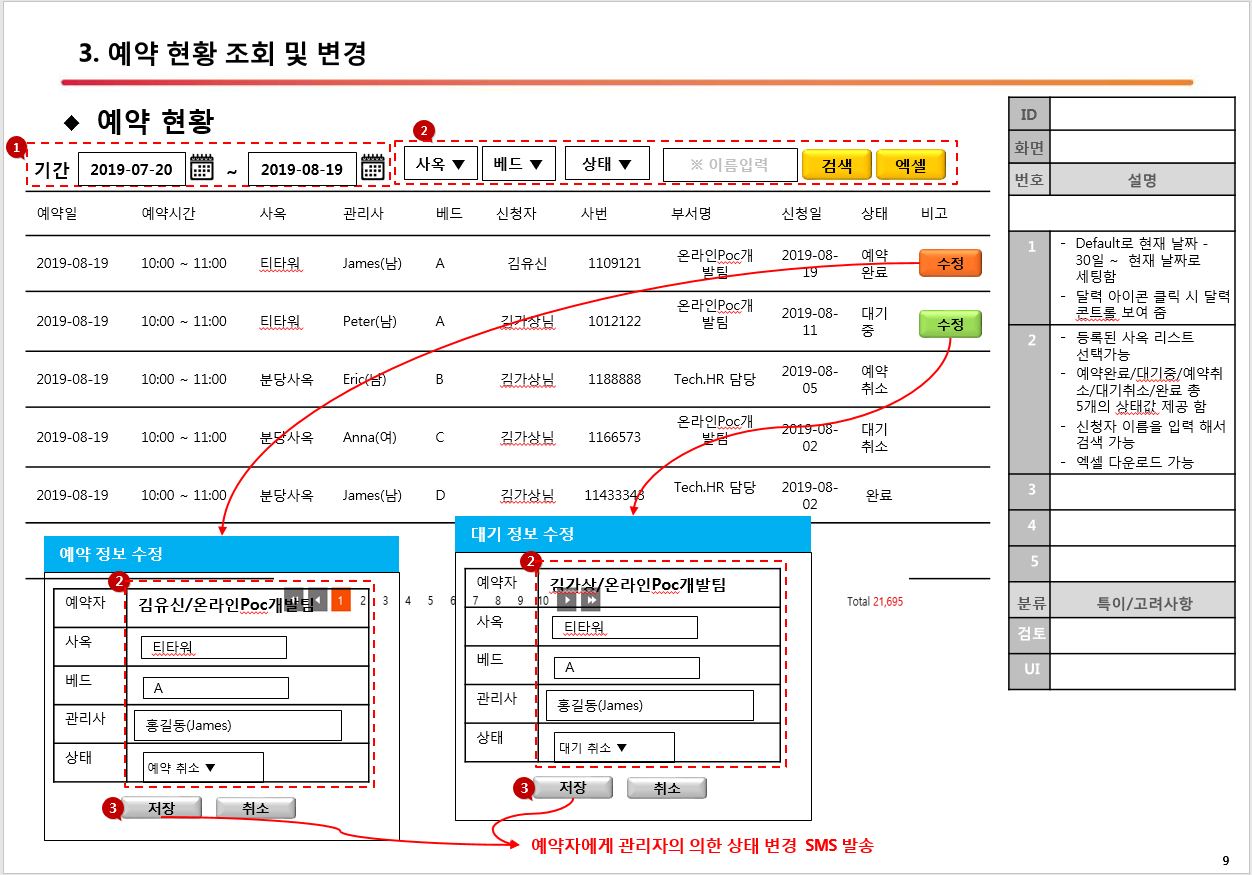 3. 예약 현황 조회 및 변경
◆ 예약 현황
1
기간 2019-07-20 ~ 2019-08-19
2
사옥 ▼ 베드 ▼ 상태 ▼ ※ 이름입력 검색 엑셀
예약일 예약시간 사옥 관리사 베드 신청자 사번 부서명 신청일 상태 비고
2019-08-19 10:00 ~ 11:00 티타워 James(남) A 김유신 1109121 온라인Poc개발팀 2019-08-19 예약완료 수정
2019-08-19 10:00 ~ 11:00 티타워 Peter(남) A 김가상님 1012122 온라인Poc개발팀 2019-08-11 대기중 수정
2019-08-19 10:00 ~ 11:00 분당사옥 Eric(남) B 김가상님 1188888 Tech.HR 담당 2019-08-05 예약취소
2019-08-19 10:00 ~ 11:00 분당사옥 Anna(여) C 김가상님 1166573 온라인Poc개발팀 2019-08-02 대기취소
2019-08-19 10:00 ~ 11:00 분당사옥 James(남) D 김가상님 11433343 Tech.HR 담당 2019-08-02 완료
1 2 3 4 5 6 7 8 9 10
Total 21,695
예약 정보 수정
2
예약자 김유신/온라인Poc개발팀
사옥 티타워
베드 A
관리사 홍길동(James)
상태 예약 취소 ▼
3
저장 취소
대기 정보 수정
2
예약자 김가상/온라인Poc개발팀
사옥 티타워
베드 A
관리사 홍길동(James)
상태 대기 취소 ▼
3
저장 취소
예약자에게 관리자의 의한 상태 변경 SMS 발송
ID
화면
번호 설명
1
- Default로 현재 날짜 -
30일 ~ 현재 날짜로
세팅함
- 달력 아이콘 클릭 시 달력
콘트롤 보여 줌
2
- 등록된 사옥 리스트
선택가능
- 예약완료/대기중/예약취
소/대기취소/완료 총
5개의 상태값 제공 함
- 신청자 이름을 입력 해서
검색 가능
- 엑셀 다운로드 가능
3
4
5
분류 특이/고려사항
검토
UI
9